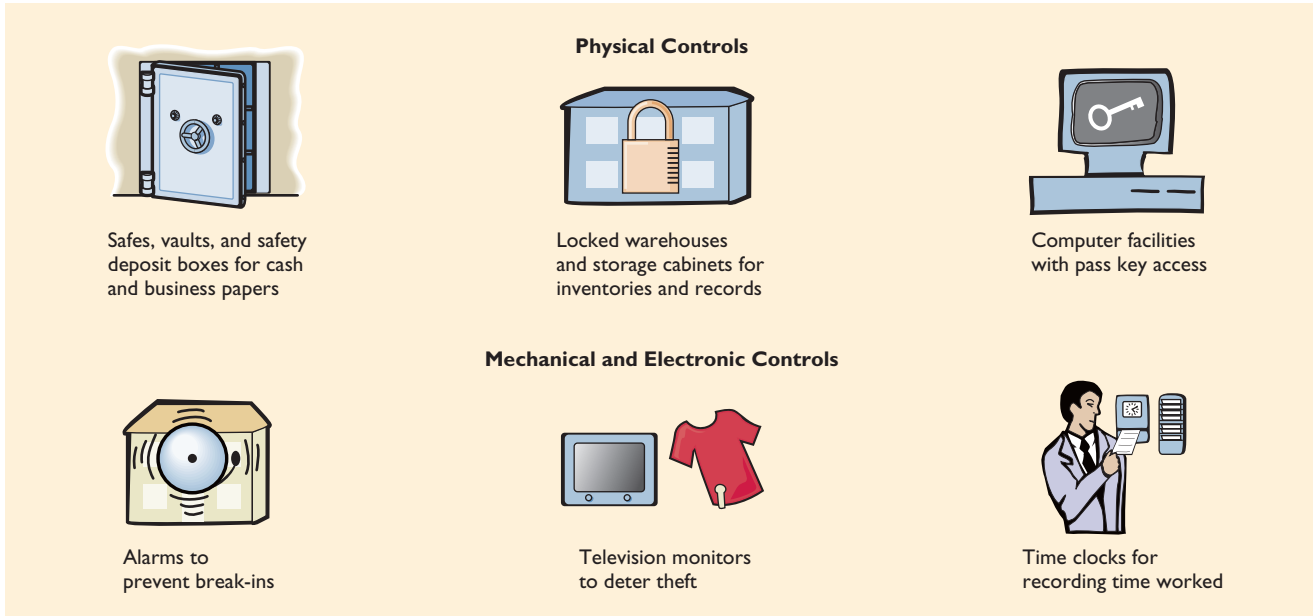 Physical Controls
Safes, vaults, and safety
deposit boxes for cash
and business papers
Locked warehouses
and storage cabinets for
inventories and records
Computer facilities
with pass key access
Mechanical and Electronic Controls
Alarms to
prevent break-ins
Television monitors
to deter theft
Time clocks for
recording time worked